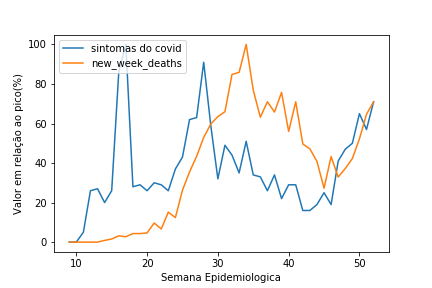 sintomas do covid
new_week_deaths
Valor em relação ao pico(%)
100
80
60
40
20
0
10
20
30
40
50
Semana Epidemiologica